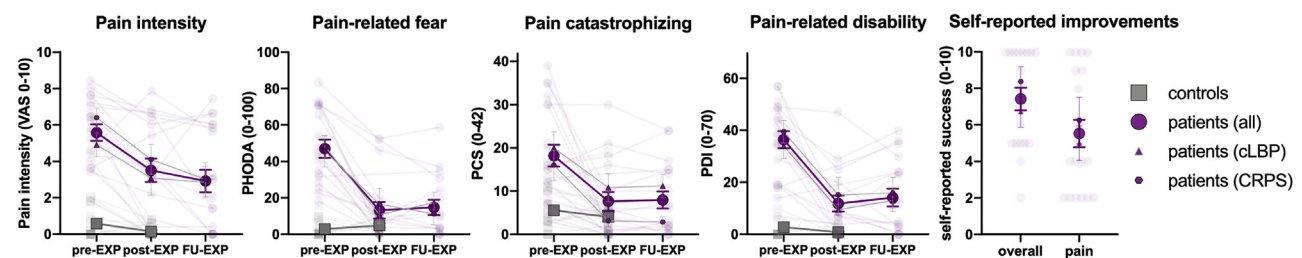 Pain intensity
Pain intensity (VAS 0-10)
10
8
6
4
2
0
pre-EXP post-EXP FU-EXP
Pain-related fear
PHODA (0-100)
100
80
60
40
20
0
pre-EXP post-EXP FU-EXP
Pain catastrophizing
PCS (0-42)
40
30
20
10
0
pre-EXP post-EXP FU-EXP
Pain-related disability
PDI (0-70)
60
40
20
0
pre-EXP post-EXP FU-EXP
Self-reported improvements
self-reported success (0-10)
10
8
6
4
2
0
overall pain
controls
patients (all)
patients (cLBP)
patients (CRPS)